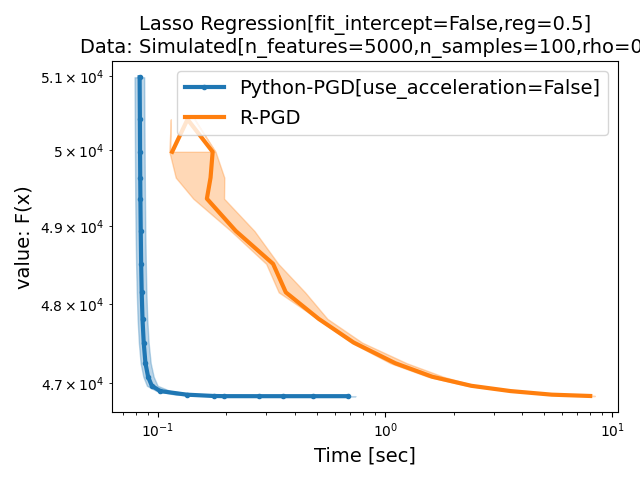 Lasso Regression[fit_intercept=False,reg=0.5]
Data: Simulated[n_features=5000,n_samples=100,rho=0
Python-PGD[use_acceleration=False]
R-PGD
value: F(x)
5.1 × 10⁴
5 × 10⁴
4.9 × 10⁴
4.8 × 10⁴
4.7 × 10⁴
10⁻¹
10⁰
10¹
Time [sec]